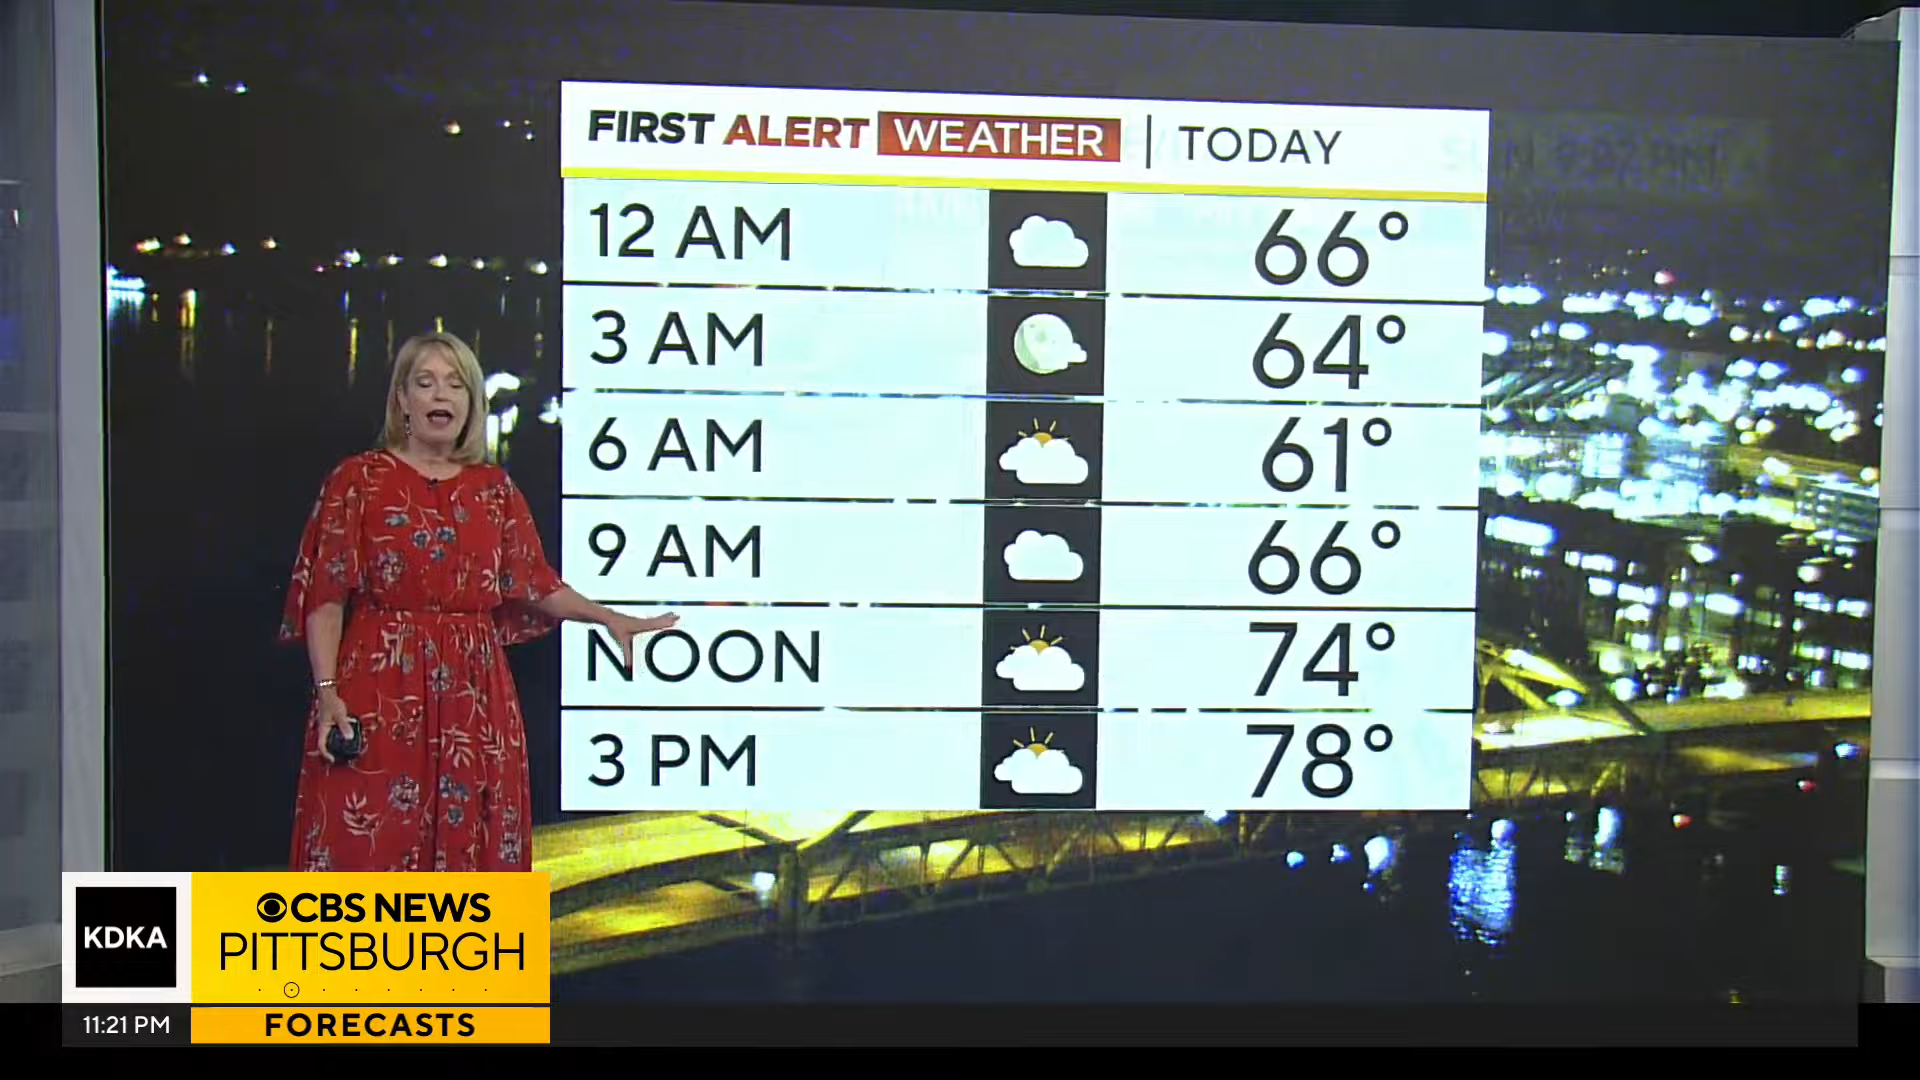 FIRST ALERT WEATHER | TODAY
12 AM 66°
3 AM 64°
6 AM 61°
9 AM 66°
NOON 74°
3 PM 78°
KDKA
CBS NEWS
PITTSBURGH
11:21 PM
FORECASTS